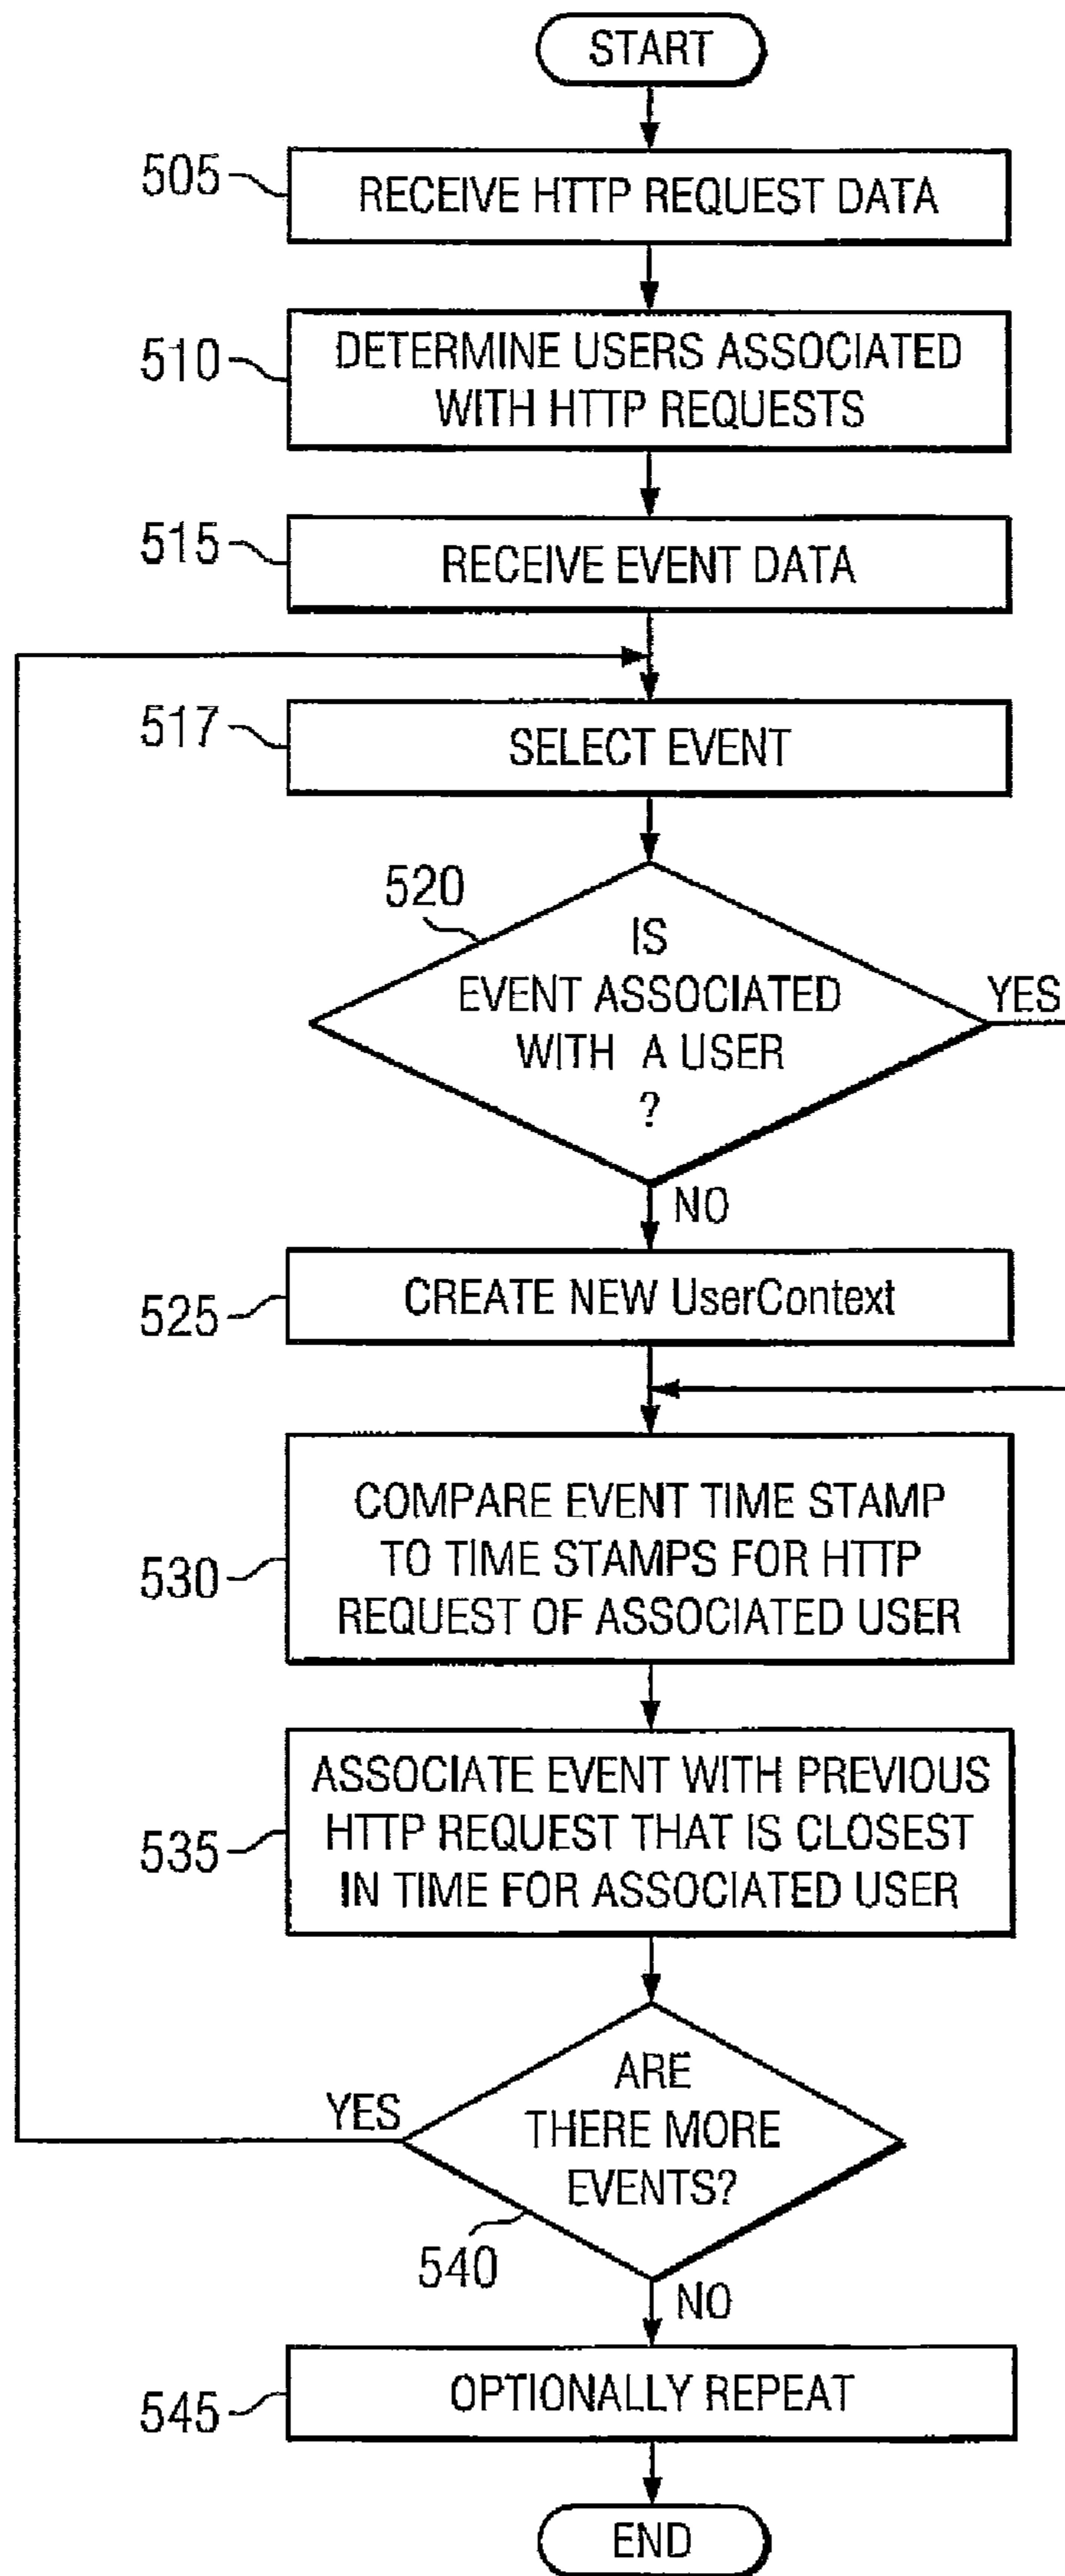 START
505
RECEIVE HTTP REQUEST DATA
510
DETERMINE USERS ASSOCIATED
WITH HTTP REQUESTS
515
RECEIVE EVENT DATA
517
SELECT EVENT
520
IS
EVENT ASSOCIATED
WITH A USER
?
YES
NO
525
CREATE NEW UserContext
530
COMPARE EVENT TIME STAMP
TO TIME STAMPS FOR HTTP
REQUEST OF ASSOCIATED USER
535
ASSOCIATE EVENT WITH PREVIOUS
HTTP REQUEST THAT IS CLOSEST
IN TIME FOR ASSOCIATED USER
YES
ARE
THERE MORE
EVENTS?
540
NO
545
OPTIONALLY REPEAT
END